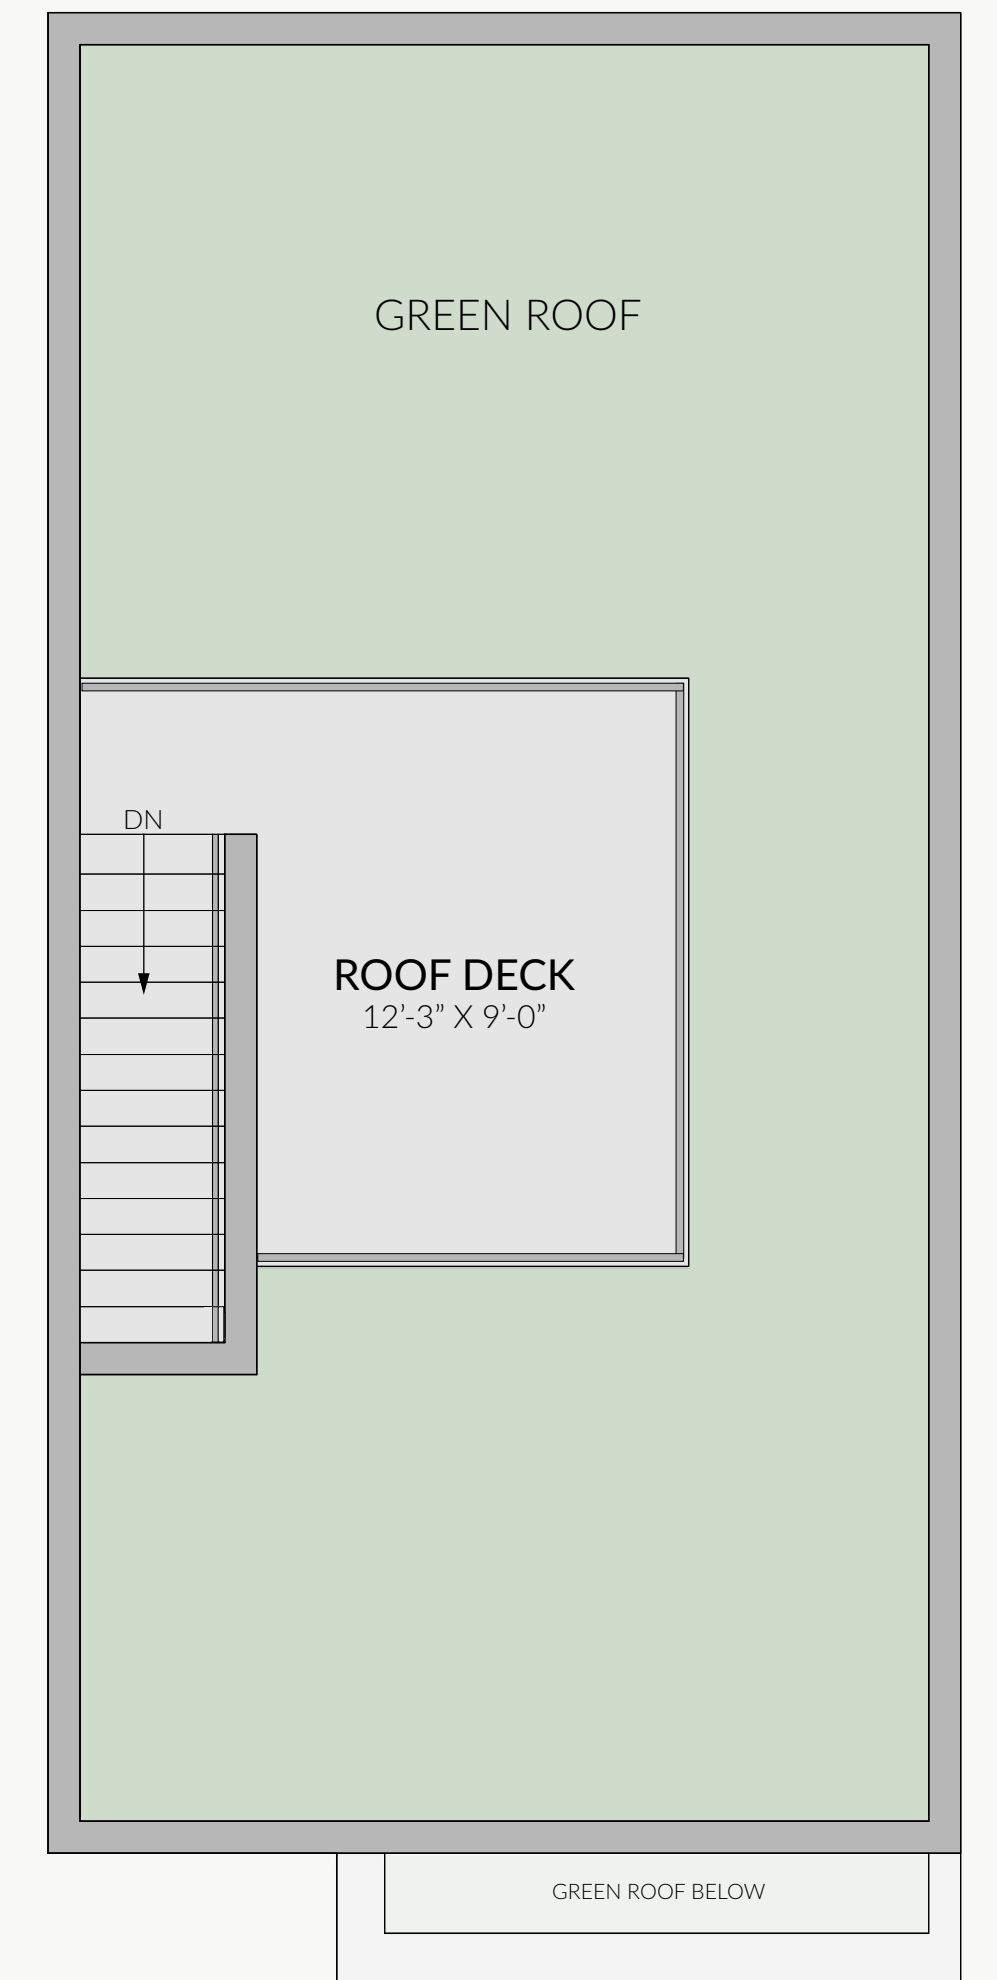 GREEN ROOF
DN
ROOF DECK
12’-3” X 9’-0”
GREEN ROOF BELOW